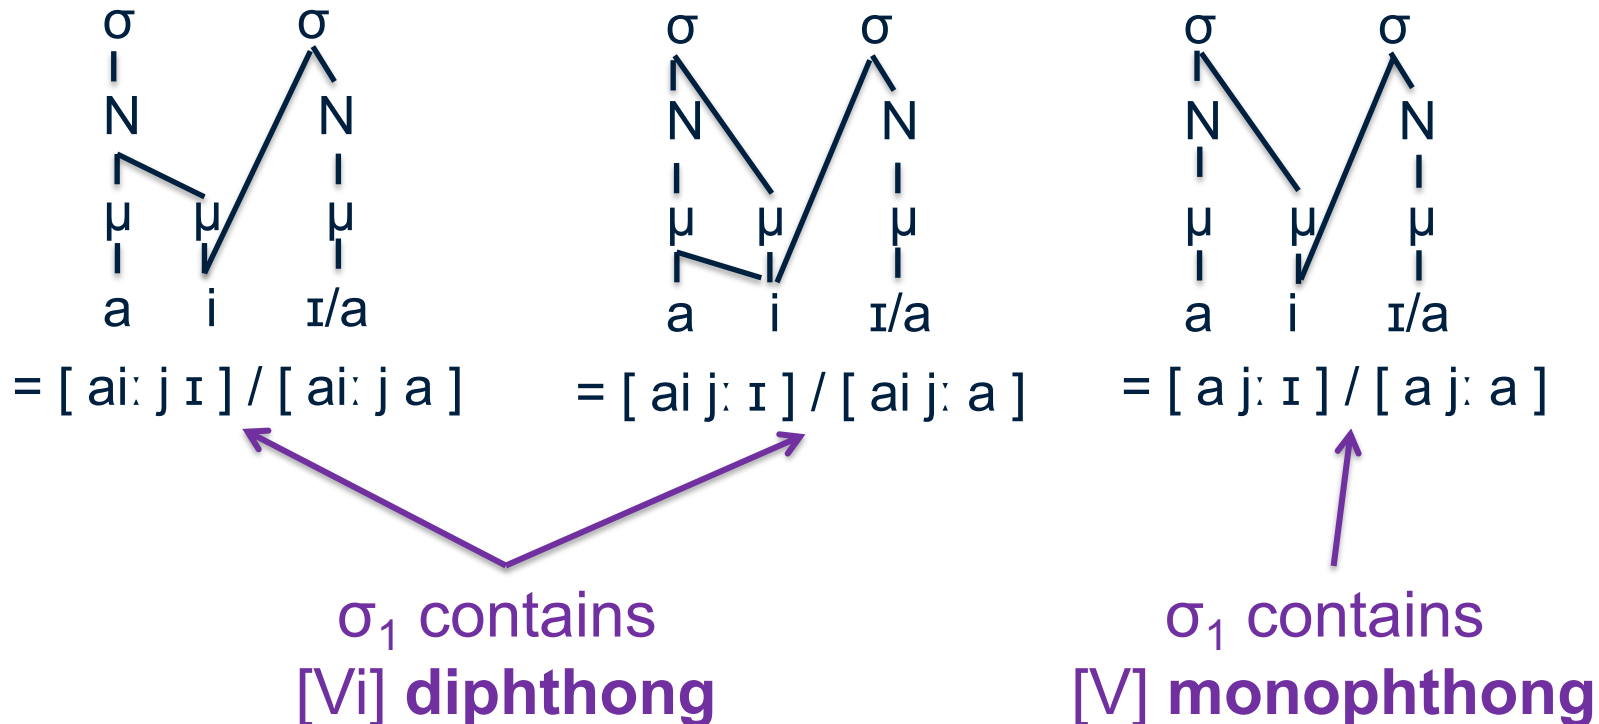 σ σ σ σ σ σ
N N N N N N
μ μ μ μ μ μ μ μ μ
a i ɪ/a a i ɪ/a a i ɪ/a
= [ aiː j ɪ ] / [ aiː j a ] = [ ai jː ɪ ] / [ ai jː a ] = [ a jː ɪ ] / [ a jː a ]
σ₁ contains σ₁ contains
[Vi] diphthong [V] monophthong